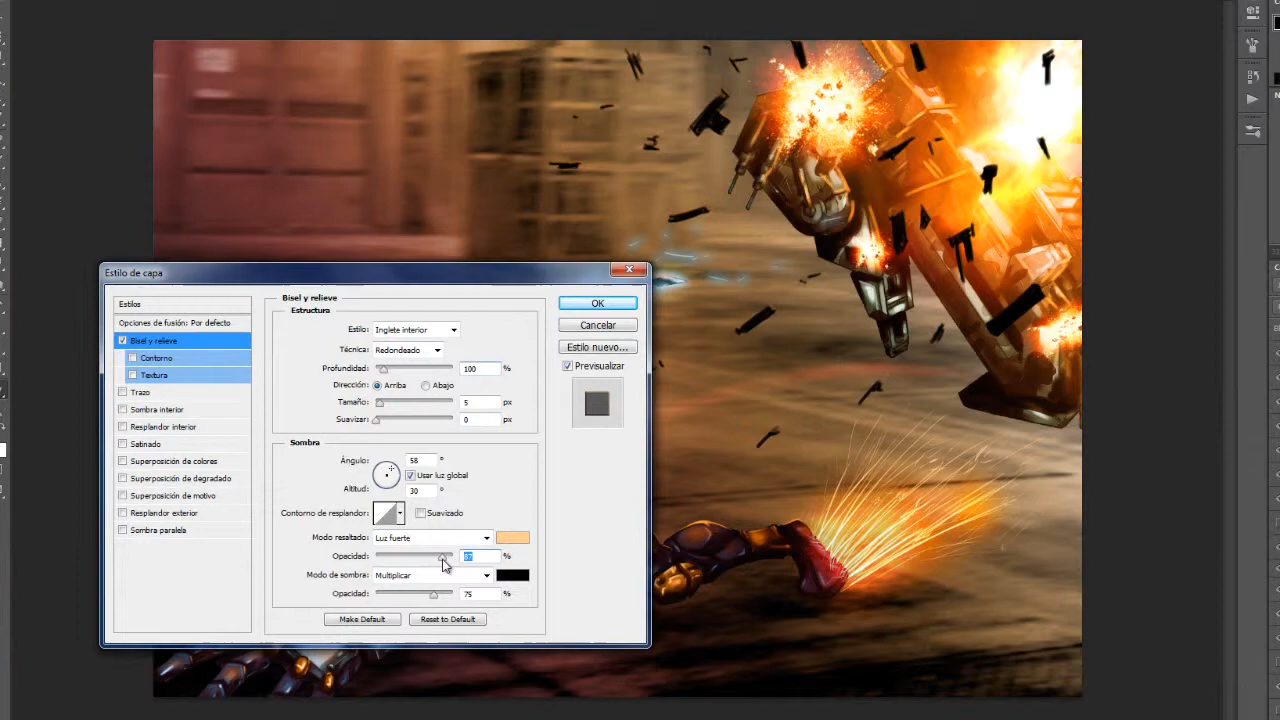 Estilo de capa
Estilos
Opciones de fusión: Por defecto
Bisel y relieve
Contorno
Textura
Trazo
Sombra interior
Resplandor interior
Satinado
Superposición de colores
Superposición de degradado
Superposición de motivo
Resplandor exterior
Sombra paralela
Bisel y relieve
Estructura
Estilo: Inglete interior
Técnica: Redondeado
Profundidad: 100 %
Dirección: Arriba Abajo
Tamaño: 5 px
Suavizar: 0 px
Sombra
Ángulo: 58 °
Usar luz global
Altitud: 30 °
Contorno de resplandor: Suavizado
Modo resaltado: Luz fuerte
Opacidad: 87 %
Modo de sombra: Multiplicar
Opacidad: 75 %
Make Default Reset to Default
OK
Cancelar
Estilo nuevo...
Previsualizar